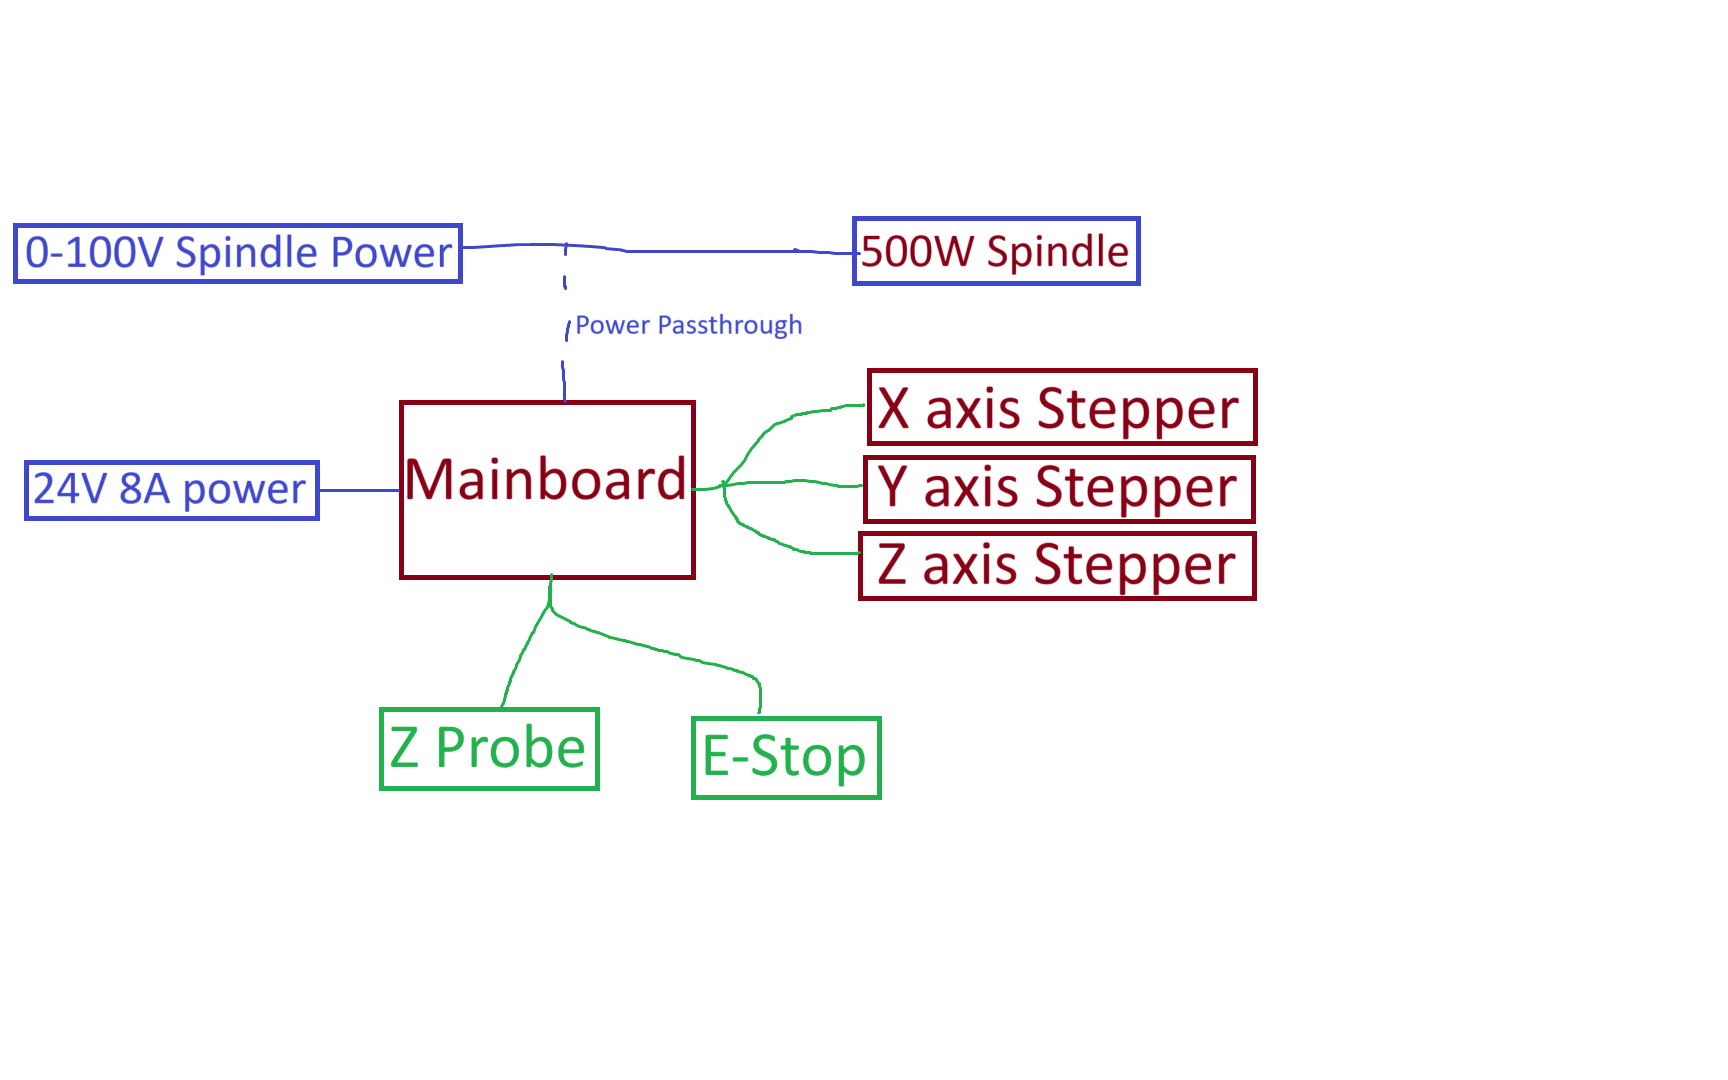 0-100V Spindle Power
500W Spindle
Power Passthrough
X axis Stepper
Mainboard
24V 8A power
Y axis Stepper
Z axis Stepper
Z Probe
E-Stop